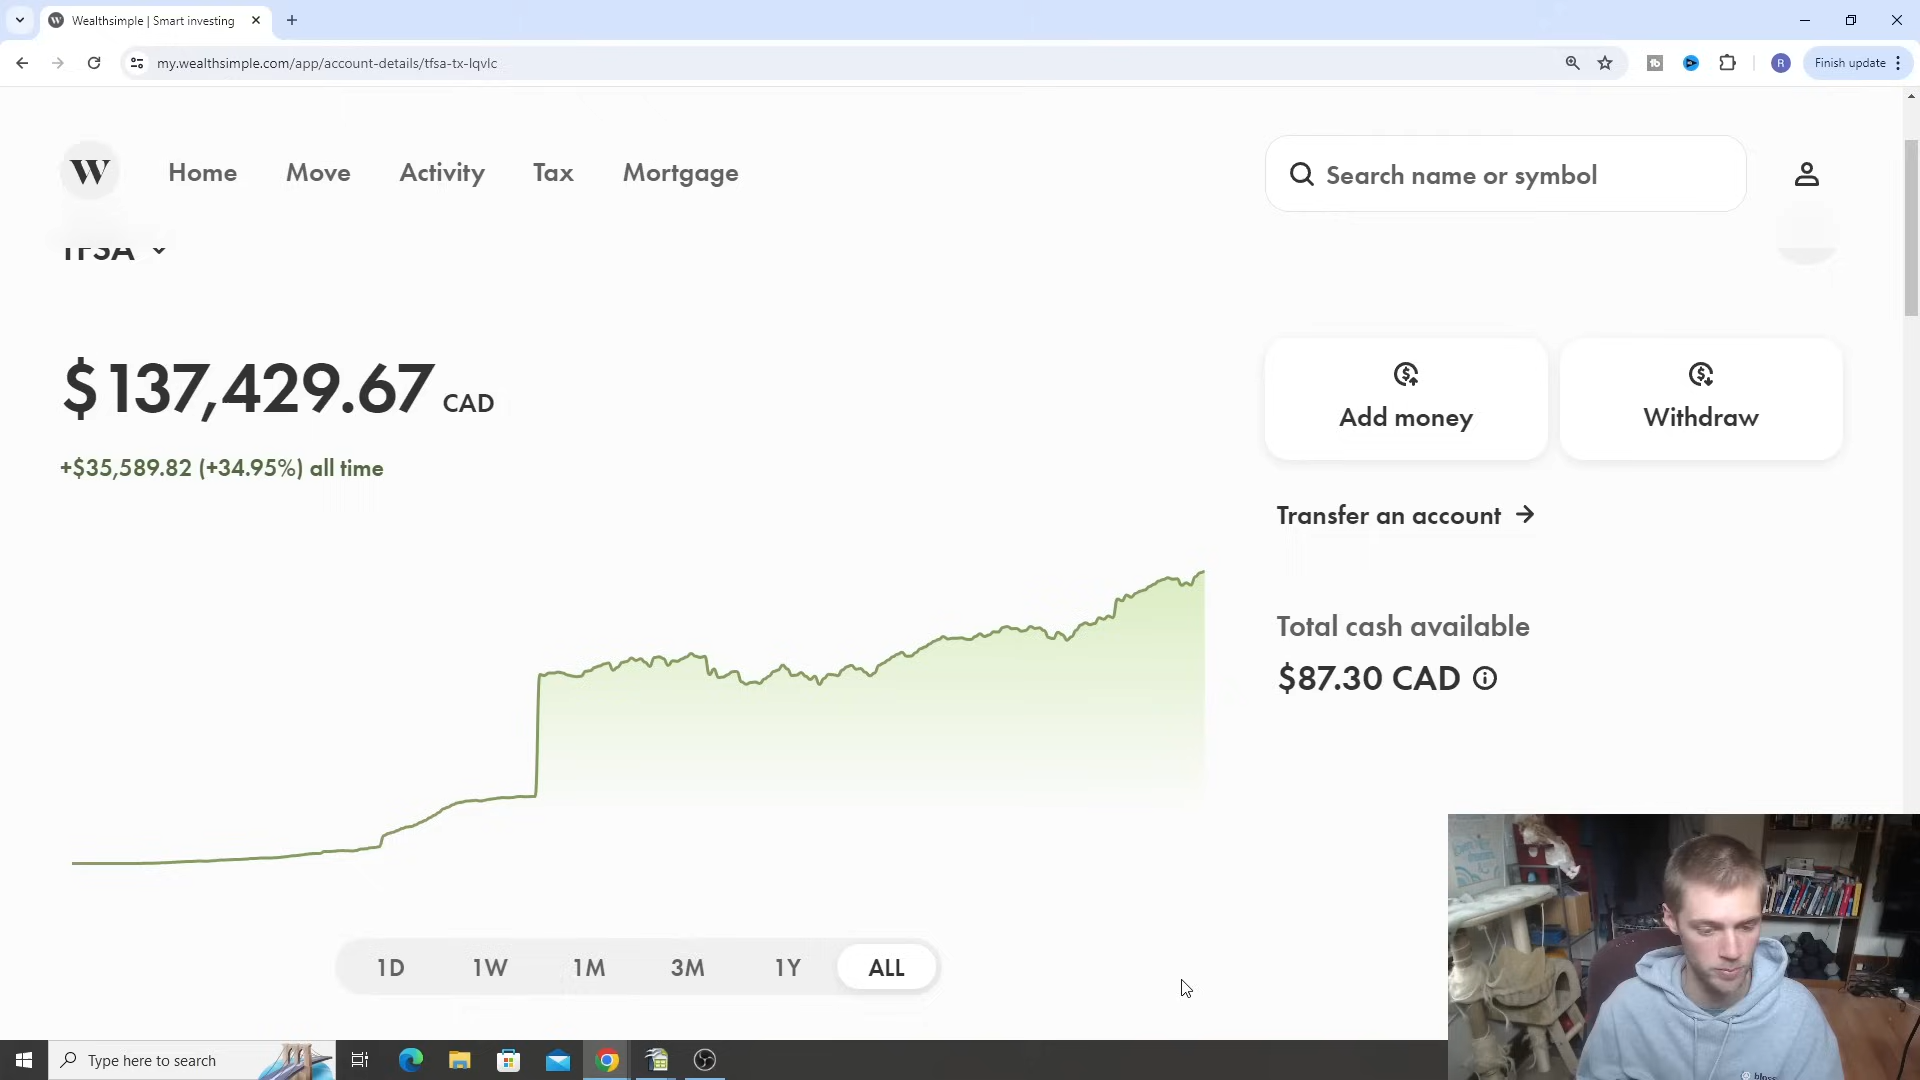 Wealthsimple | Smart investing
my.wealthsimple.com/app/account-details/tfsa-tx-lqvlc
Finish update
R
W
Home
Move
Activity
Tax
Mortgage
Search name or symbol
TFSA
$137,429.67 CAD
+$35,589.82 (+34.95%) all time
Add money
Withdraw
Transfer an account
Total cash available
$87.30 CAD
1D
1W
1M
3M
1Y
ALL
Type here to search